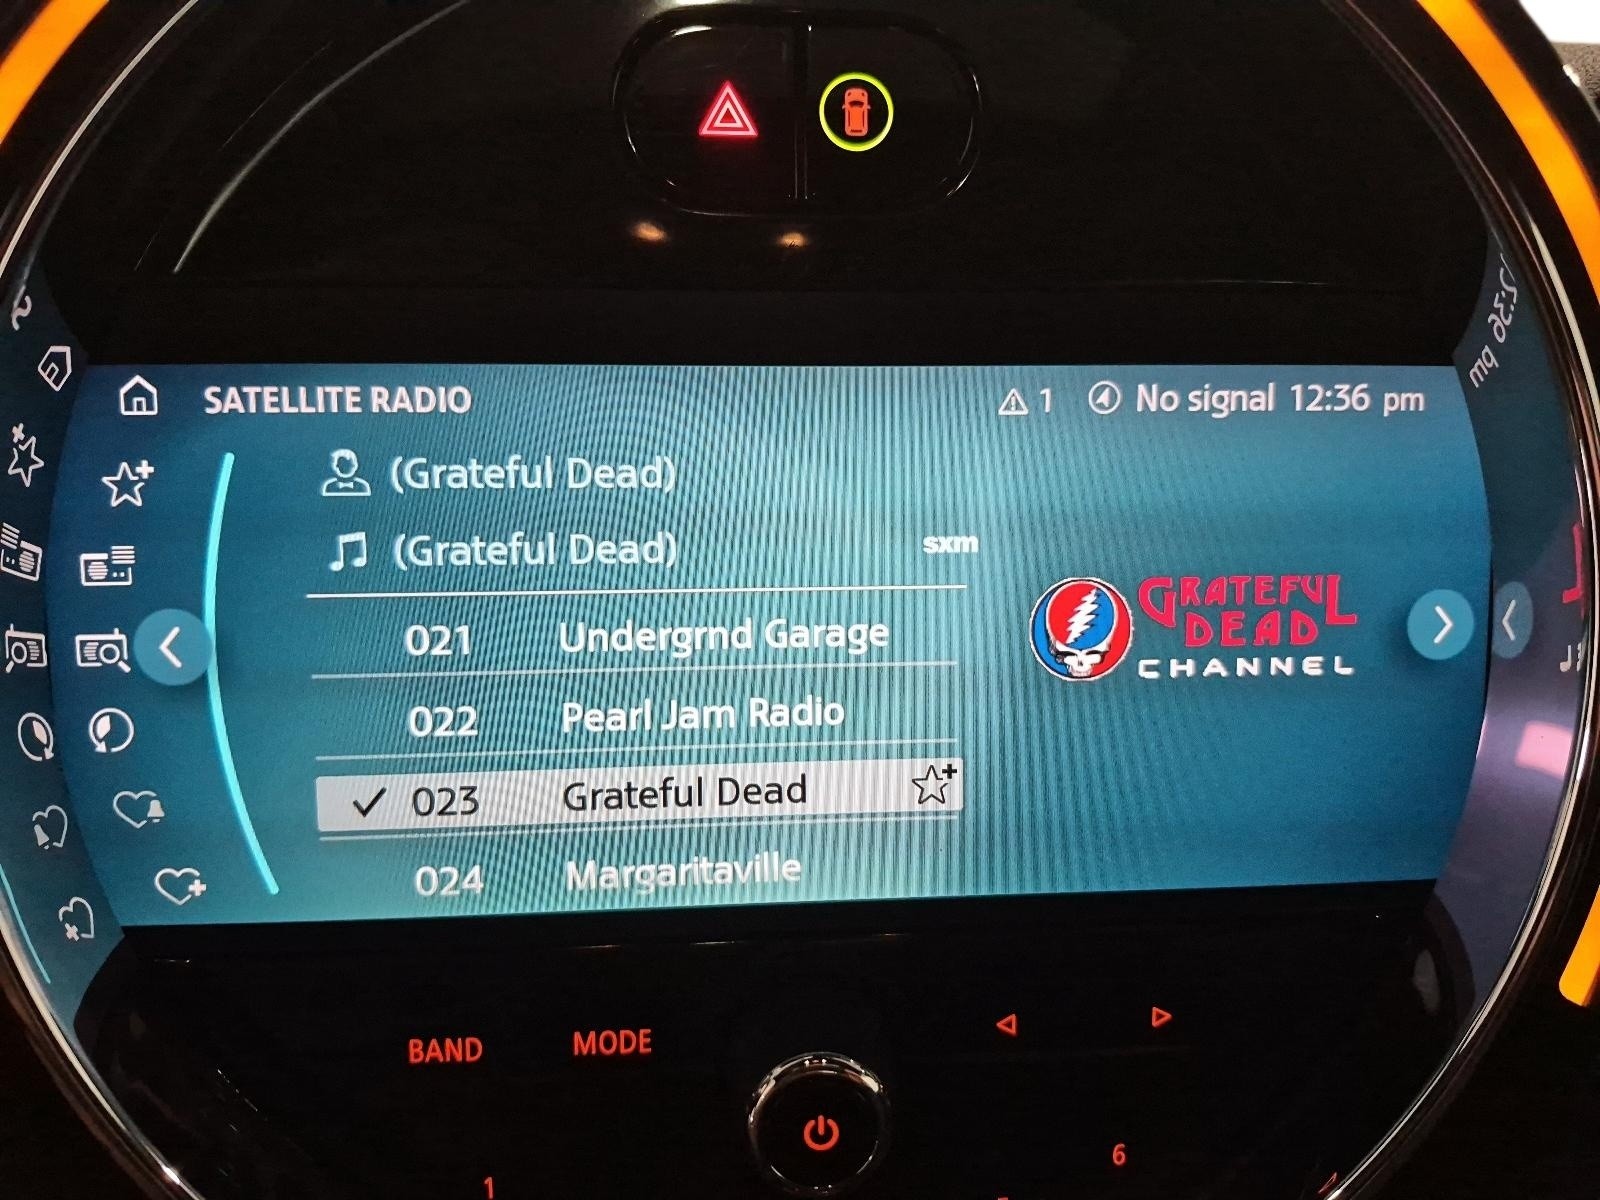 SATELLITE RADIO 1 No signal 12:36 pm
(Grateful Dead)
(Grateful Dead) sxm
021 Undergrnd Garage
022 Pearl Jam Radio
023 Grateful Dead
024 Margaritaville
GRATEFUL
DEAD
CHANNEL
BAND MODE
6
1